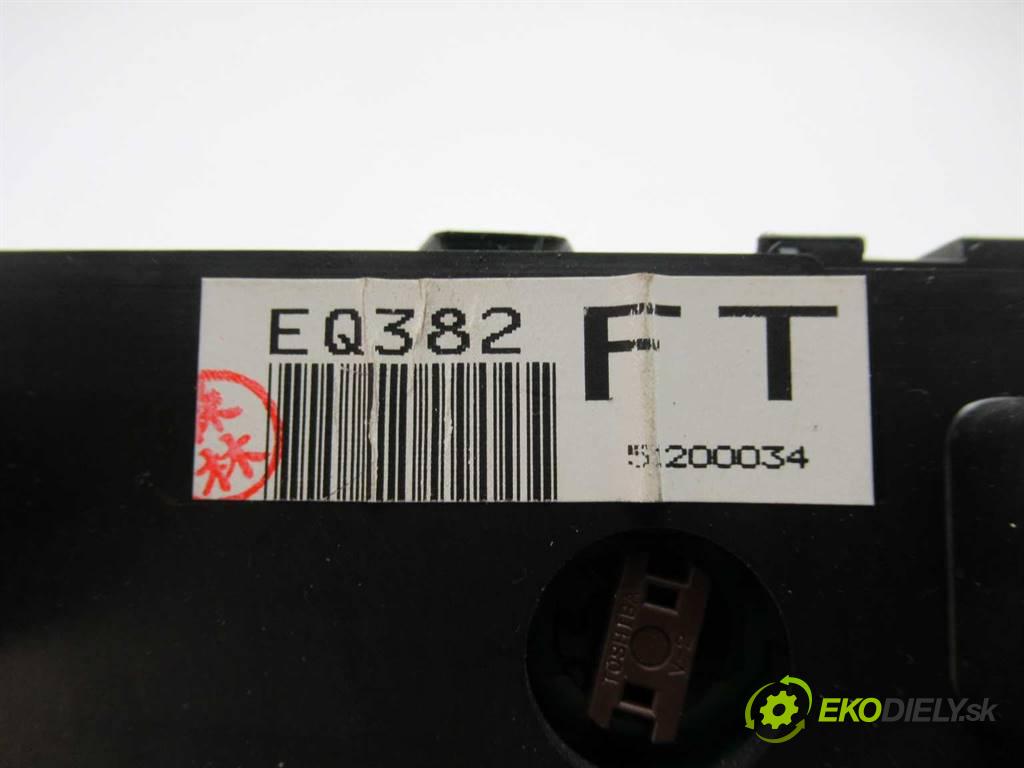 EQ382
FT
51200034
TOSHIBA
EKODIELY.sk